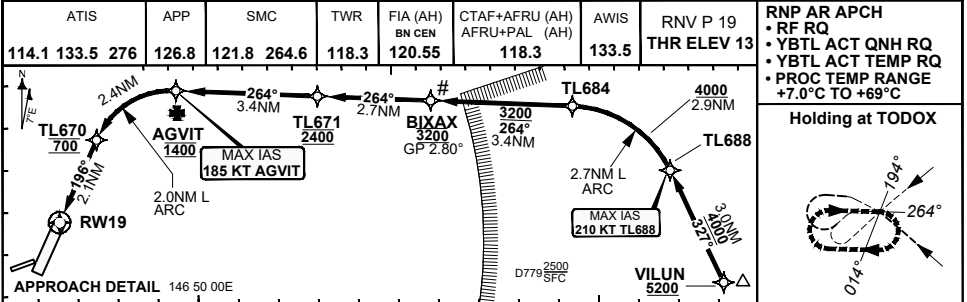 ATIS
114.1 133.5 276
APP
126.8
SMC
121.8 264.6
TWR
118.3
FIA (AH)
BN CEN
120.55
CTAF+AFRU (AH)
AFRU+PAL (AH)
118.3
AWIS
133.5
RNV P 19
THR ELEV 13
RNP AR APCH
• RF RQ
• YBTL ACT QNH RQ
• YBTL ACT TEMP RQ
• PROC TEMP RANGE
+7.0°C TO +69°C
N
7°E
2.4NM
264°
3.4NM
264°
2.7NM
#
TL684
4000
2.9NM
TL670
700
AGVIT
1400
TL671
2400
BIXAX
3200
GP 2.80°
3200
264°
3.4NM
TL688
MAX IAS
185 KT AGVIT
196°
2.1NM
2.0NM L
ARC
2.7NM L
ARC
MAX IAS
210 KT TL688
3.0NM
4000
327°
RW19
D779 2500
SFC
VILUN
5200
APPROACH DETAIL 146 50 00E
Holding at TODOX
194°
264°
014°